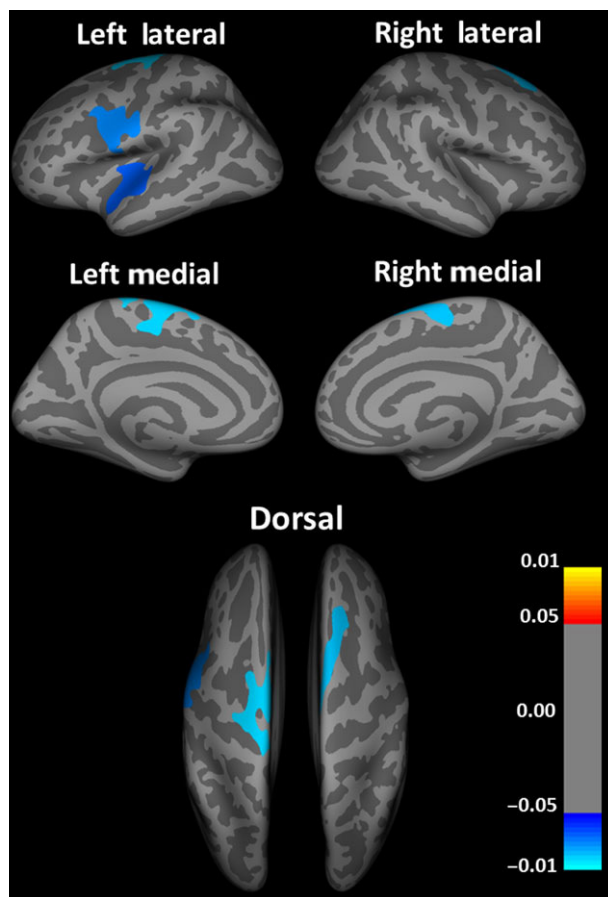 Left lateral
Right lateral
Left medial
Right medial
Dorsal
0.01
0.05
0.00
−0.05
−0.01